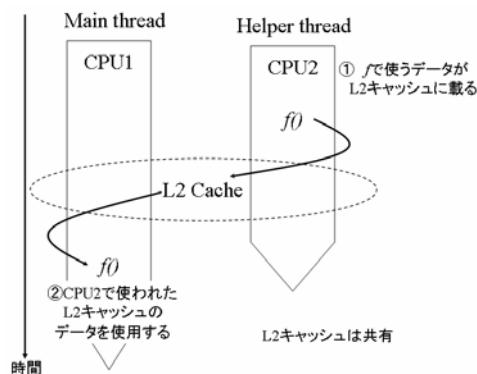 Main thread
Helper thread
CPU1
CPU2
① fで使うデータが
L2キャッシュに載る
f()
L2 Cache
f()
②CPU2で使われた
L2キャッシュの
データを使用する
L2キャッシュは共有
時間